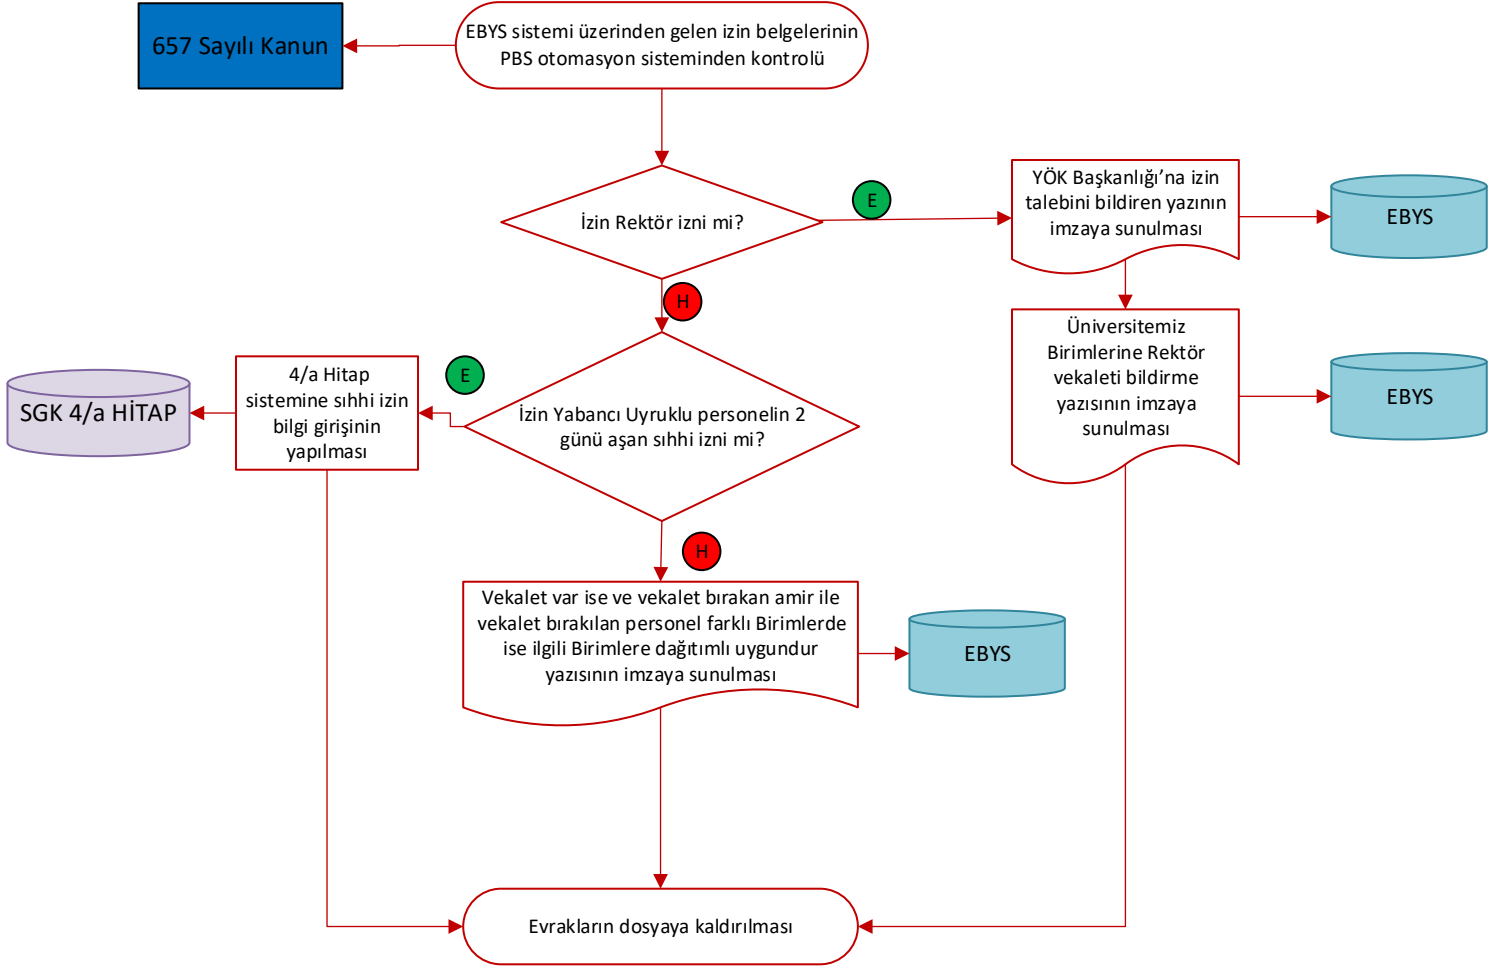 657 Sayılı Kanun
EBYS sistemi üzerinden gelen izin belgelerinin
PBS otomasyon sisteminden kontrolü
İzin Rektör izni mi?
E
YÖK Başkanlığı’na izin
talebini bildiren yazının
imzaya sunulması
EBYS
H
Üniversitemiz
Birimlerine Rektör
vekaleti bildirme
yazısının imzaya
sunulması
EBYS
SGK 4/a HİTAP
4/a Hitap
sistemine sıhhi izin
bilgi girişinin
yapılması
E
İzin Yabancı Uyruklu personelin 2
günü aşan sıhhi izni mi?
H
Vekalet var ise ve vekalet bırakan amir ile
vekalet bırakılan personel farklı Birimlerde
ise ilgili Birimlere dağıtımlı uygundur
yazısının imzaya sunulması
EBYS
Evrakların dosyaya kaldırılması